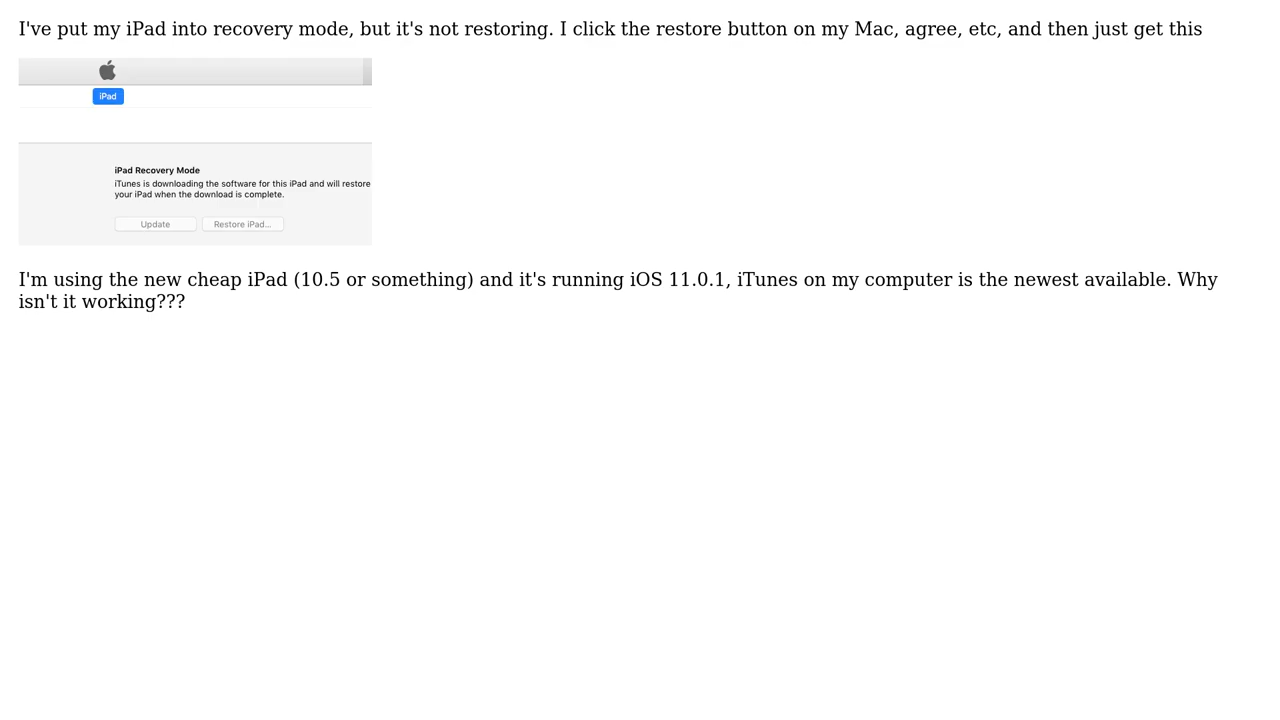 I've put my iPad into recovery mode, but it's not restoring. I click the restore button on my Mac, agree, etc, and then just get this
iPad
iPad Recovery Mode
iTunes is downloading the software for this iPad and will restore
your iPad when the download is complete.
Update Restore iPad...
I'm using the new cheap iPad (10.5 or something) and it's running iOS 11.0.1, iTunes on my computer is the newest available. Why
isn't it working???